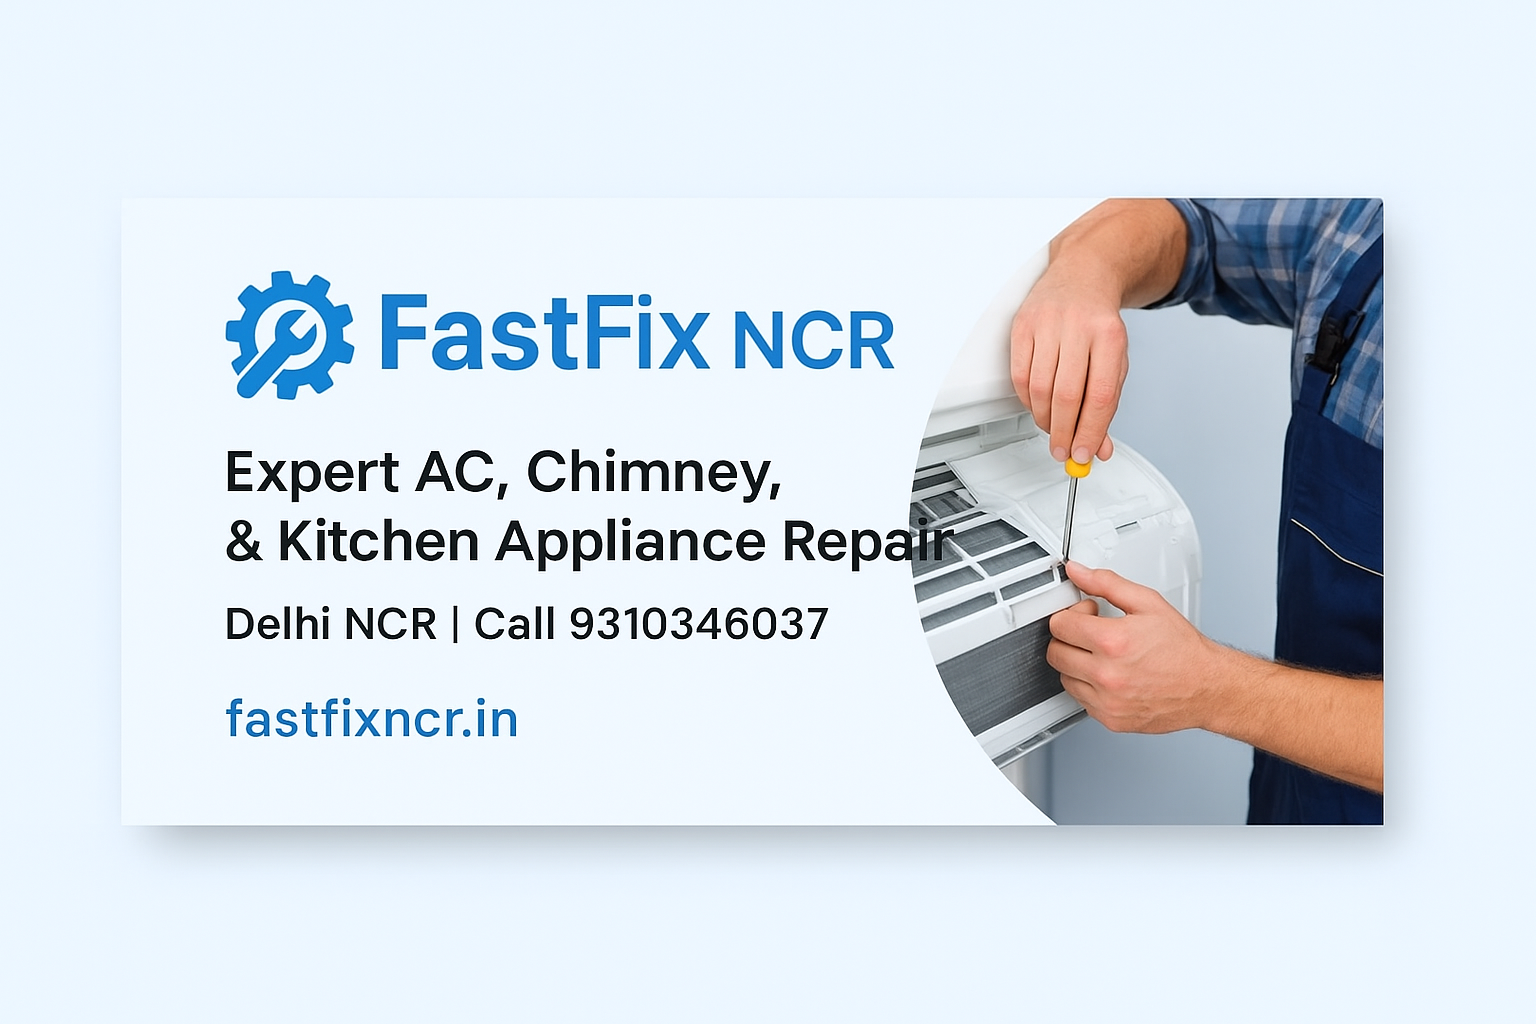 FastFix NCR
Expert AC, Chimney,
& Kitchen Appliance Repair
Delhi NCR | Call 9310346037
fastfixncr.in